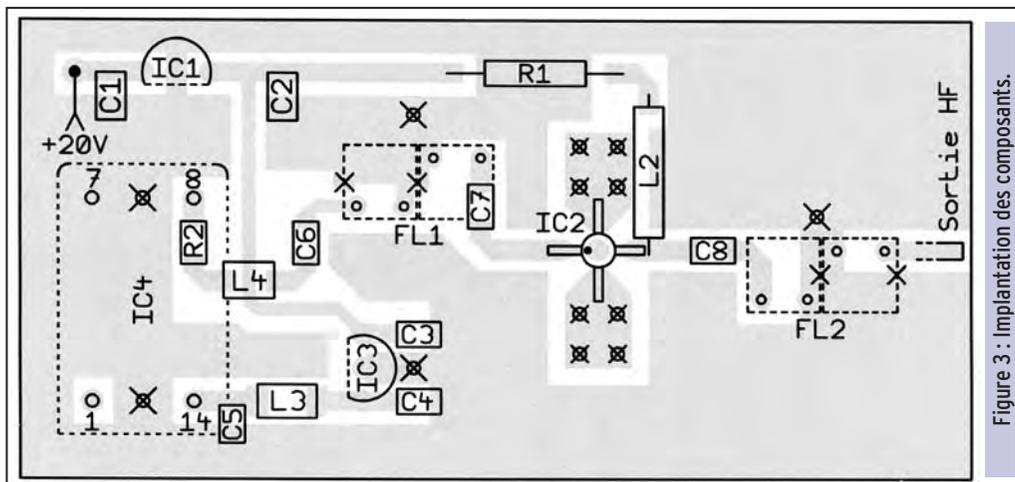 IC1
C1
C2
R1
+20V
7
8
L2
C7
IC2
Sortie HF
R2
C6
FL1
C8
L4
IC4
FL2
C3
IC3
C4
L3
1
14
C5
Figure 3 : Implantation des composants.